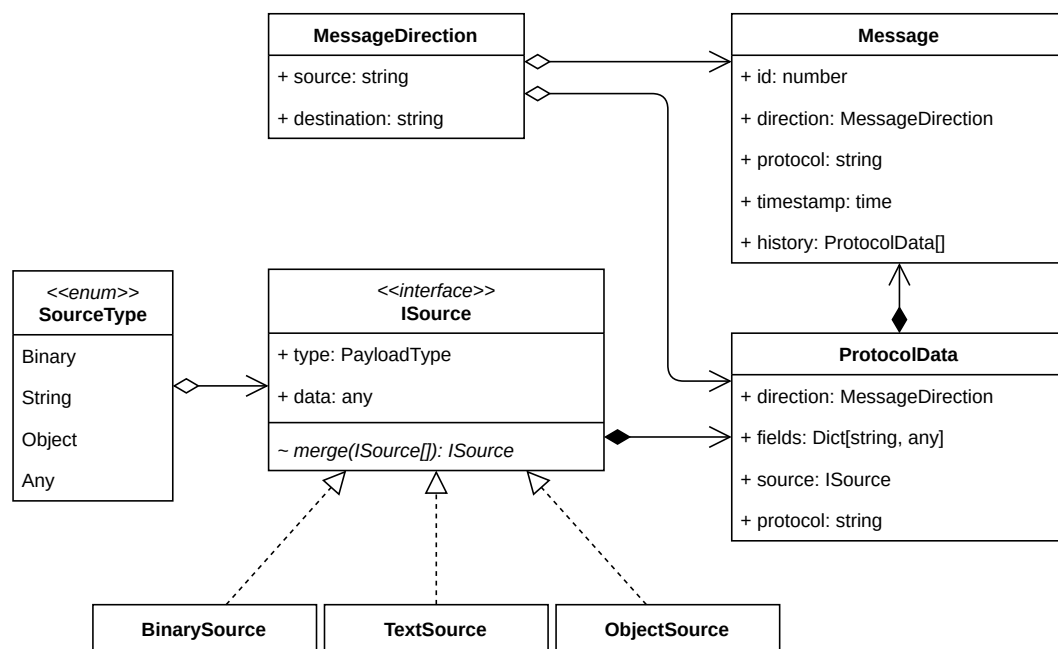 MessageDirection
+ source: string
+ destination: string
Message
+ id: number
+ direction: MessageDirection
+ protocol: string
+ timestamp: time
+ history: ProtocolData[]
<<enum>>
SourceType
Binary
String
Object
Any
<<interface>>
ISource
+ type: PayloadType
+ data: any
~ merge(ISource[]): ISource
ProtocolData
+ direction: MessageDirection
+ fields: Dict[string, any]
+ source: ISource
+ protocol: string
BinarySource
TextSource
ObjectSource